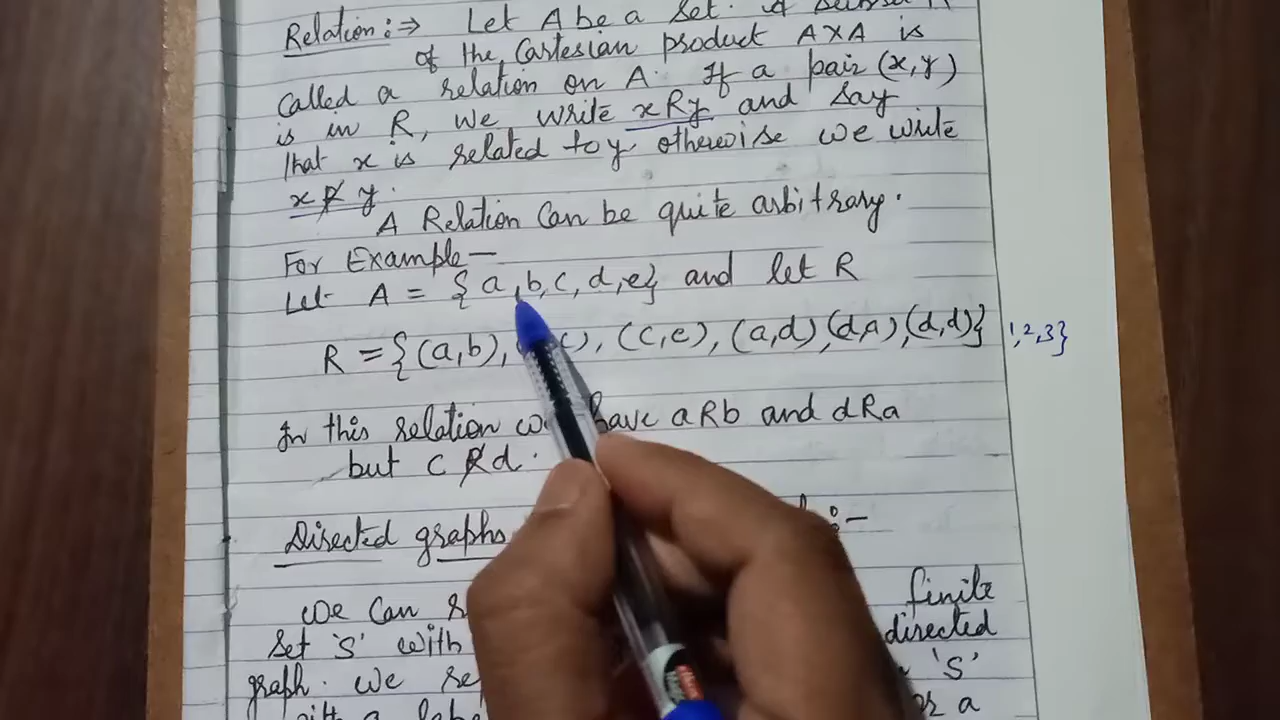 Relation:⇒ Let A be a set. A
of the Cartesian product A×A is
called a relation on A. If a pair (x,y)
is in R, we write xRy and say
that x is related to y otherwise we write
x R̸ y.
A Relation can be quite arbitrary.
For Example—
Let A = {a,b,c,d,e} and let R
R = {(a,b), c), (c,e), (a,d),(d,A),(d,d)} 1,2,3}
In this relation we have aRb and dRa
but c R̸ d.
Directed graphs :-
We can finite
set 'S' with directed
graph. We 'S'
with a or a